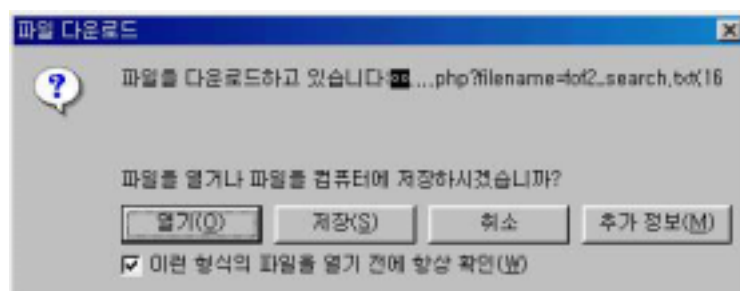 파일 다운로드
파일을 다운로드하고 있습니다:....php?filename=tot2_search.txt(16
파일을 열거나 파일을 컴퓨터에 저장하시겠습니까?
열기(O) 저장(S) 취소 추가 정보(M)
이런 형식의 파일을 열기 전에 항상 확인(W)